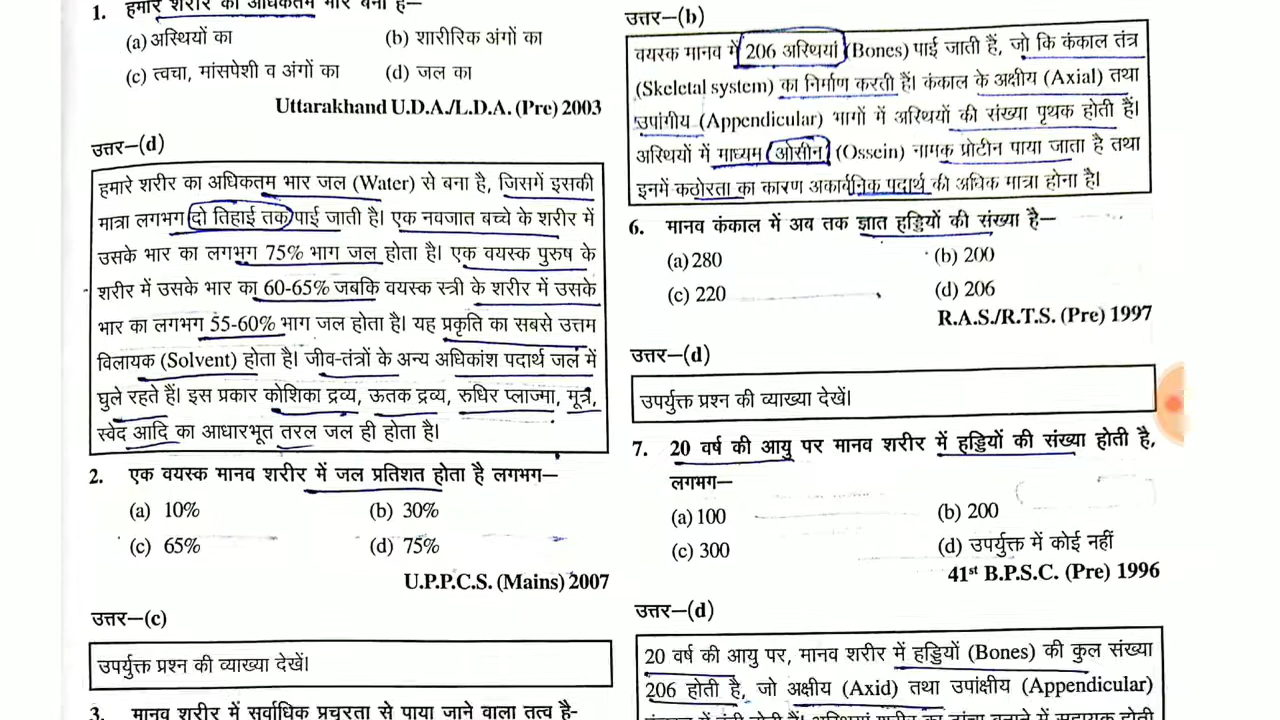 1. हमारे शरीर का अधिकतम भार बना है–
(a) अस्थियों का (b) शारीरिक अंगों का
(c) त्वचा, मांसपेशी व अंगों का (d) जल का
Uttarakhand U.D.A./L.D.A. (Pre) 2003
उत्तर–(d)
हमारे शरीर का अधिकतम भार जल (Water) से बना है, जिसमें इसकी
मात्रा लगभग दो तिहाई तक पाई जाती है। एक नवजात बच्चे के शरीर में
उसके भार का लगभग 75% भाग जल होता है। एक वयस्क पुरुष के
शरीर में उसके भार का 60-65% जबकि वयस्क स्त्री के शरीर में उसके
भार का लगभग 55-60% भाग जल होता है। यह प्रकृति का सबसे उत्तम
विलायक (Solvent) होता है। जीव-तंत्रों के अन्य अधिकांश पदार्थ जल में
घुले रहते हैं। इस प्रकार कोशिका द्रव्य, ऊतक द्रव्य, रुधिर प्लाज्मा, मूत्र,
स्वेद आदि का आधारभूत तरल जल ही होता है।
2. एक वयस्क मानव शरीर में जल प्रतिशत होता है लगभग–
(a) 10% (b) 30%
(c) 65% (d) 75%
U.P.P.C.S. (Mains) 2007
उत्तर–(c)
उपर्युक्त प्रश्न की व्याख्या देखें।
3. मानव शरीर में सर्वाधिक प्रचुरता से पाया जाने वाला तत्व है-
उत्तर–(b)
वयस्क मानव में 206 अस्थियां (Bones) पाई जाती हैं, जो कि कंकाल तंत्र
(Skeletal system) का निर्माण करती हैं। कंकाल के अक्षीय (Axial) तथा
उपांगीय (Appendicular) भागों में अस्थियों की संख्या पृथक होती है।
अस्थियों में माध्यम ओसीन (Ossein) नामक प्रोटीन पाया जाता है तथा
इनमें कठोरता का कारण अकार्बनिक पदार्थ की अधिक मात्रा होना है।
6. मानव कंकाल में अब तक ज्ञात हड्डियों की संख्या है–
(a) 280 (b) 200
(c) 220 (d) 206
R.A.S./R.T.S. (Pre) 1997
उत्तर–(d)
उपर्युक्त प्रश्न की व्याख्या देखें।
7. 20 वर्ष की आयु पर मानव शरीर में हड्डियों की संख्या होती है,
लगभग–
(a) 100 (b) 200
(c) 300 (d) उपर्युक्त में कोई नहीं
41st B.P.S.C. (Pre) 1996
उत्तर–(d)
20 वर्ष की आयु पर, मानव शरीर में हड्डियों (Bones) की कुल संख्या
206 होती है, जो अक्षीय (Axid) तथा उपांक्षीय (Appendicular)